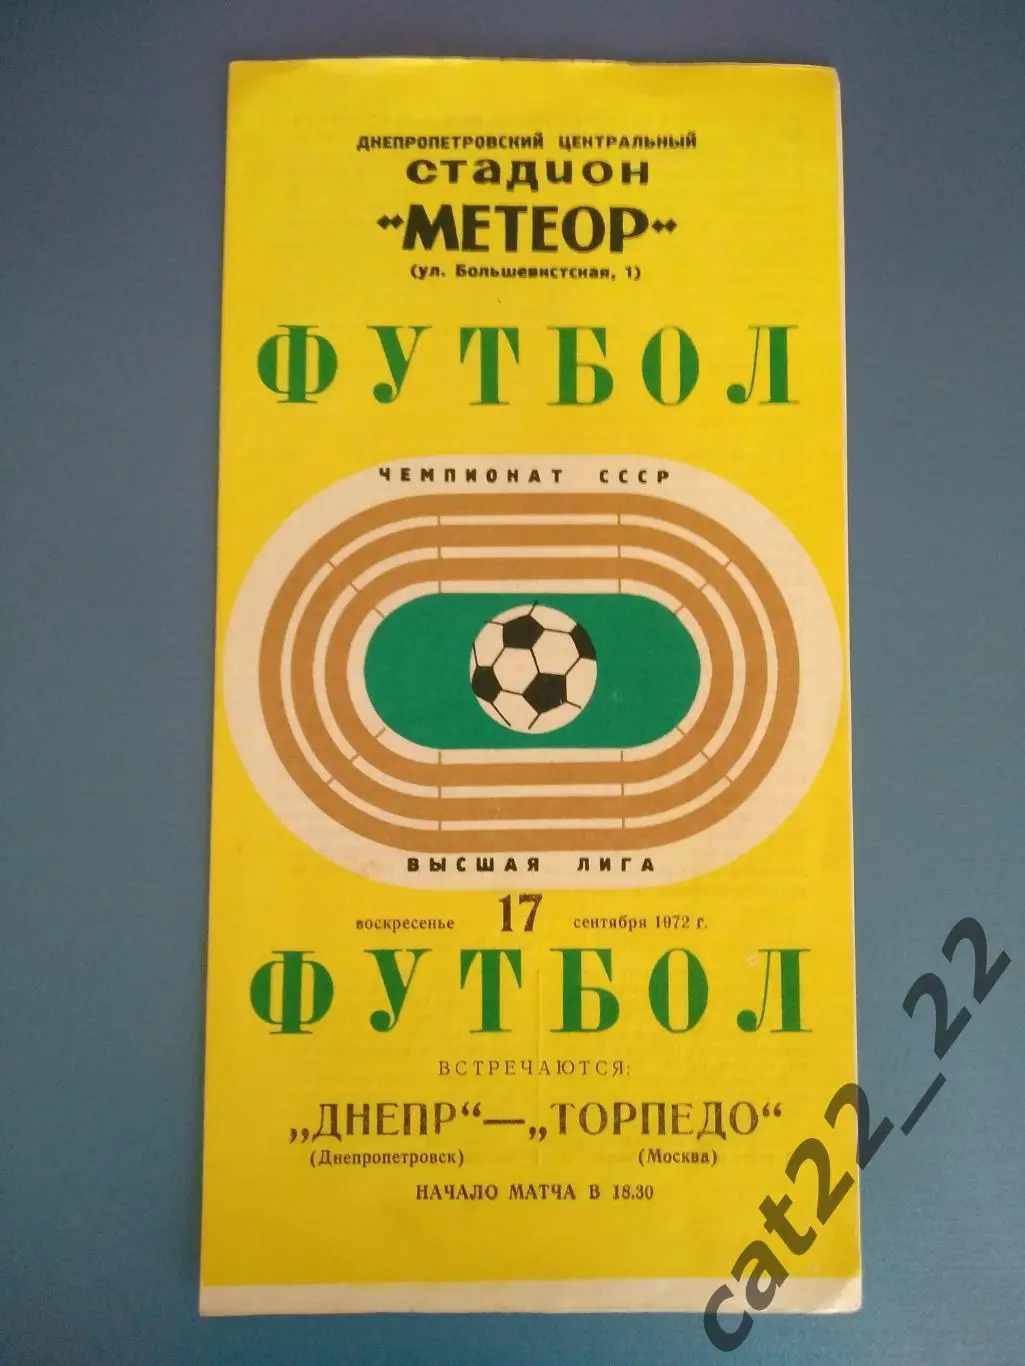 ДНЕПРОПЕТРОВСКИЙ ЦЕНТРАЛЬНЫЙ
СТАДИОН
"МЕТЕОР"
(ул. Большевистская, 1)
ФУТБОЛ
ЧЕМПИОНАТ СССР
ВЫСШАЯ ЛИГА
воскресенье 17 сентября 1972 г.
ФУТБОЛ
ВСТРЕЧАЮТСЯ:
„ДНЕПР“—„ТОРПЕДО“
(Днепропетровск) (Москва)
НАЧАЛО МАТЧА В 18.30
cat22_22